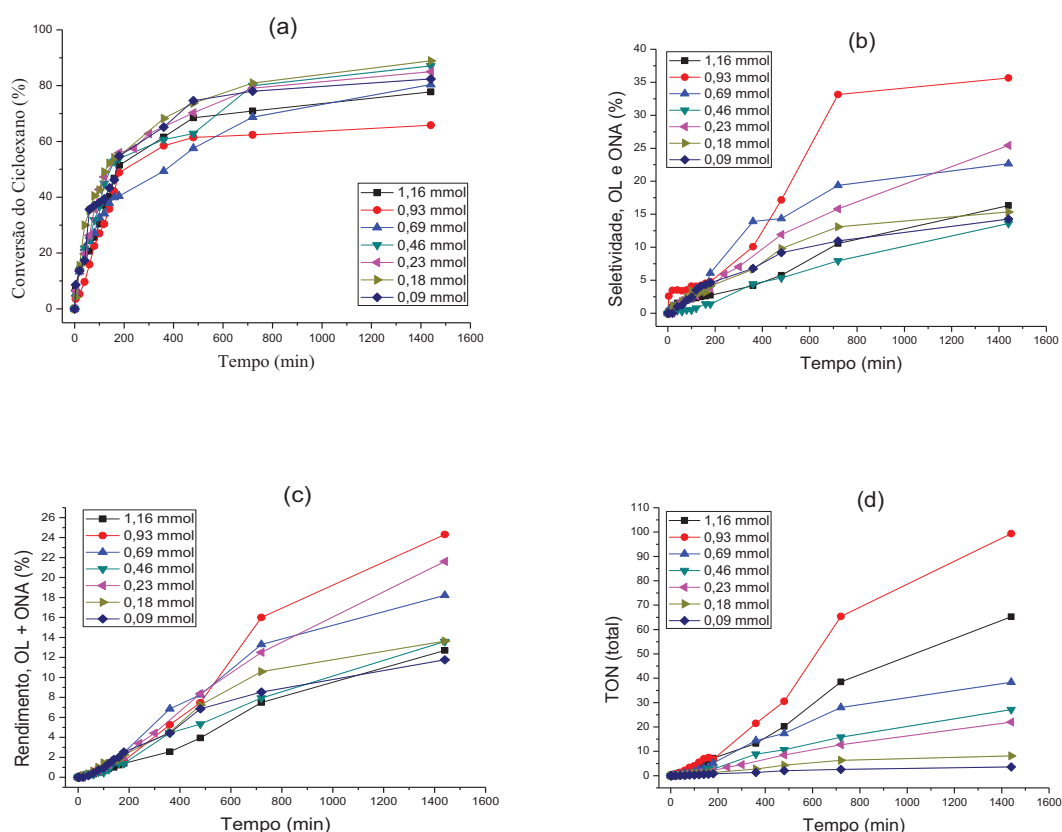 (a)
Conversão do Cicloexano (%)
100
80
60
40
20
0
1,16 mmol
0,93 mmol
0,69 mmol
0,46 mmol
0,23 mmol
0,18 mmol
0,09 mmol
0 200 400 600 800 1000 1200 1400 1600
Tempo (min)
(b)
Seletividade, OL e ONA (%)
40
35
30
25
20
15
10
5
0
1,16 mmol
0,93 mmol
0,69 mmol
0,46 mmol
0,23 mmol
0,18 mmol
0,09 mmol
0 200 400 600 800 1000 1200 1400 1600
Tempo (min)
(c)
Rendimento, OL + ONA (%)
26
24
22
20
18
16
14
12
10
8
6
4
2
0
1,16 mmol
0,93 mmol
0,69 mmol
0,46 mmol
0,23 mmol
0,18 mmol
0,09 mmol
0 200 400 600 800 1000 1200 1400 1600
Tempo (min)
(d)
TON (total)
110
100
90
80
70
60
50
40
30
20
10
0
1,16 mmol
0,93 mmol
0,69 mmol
0,46 mmol
0,23 mmol
0,18 mmol
0,09 mmol
0 200 400 600 800 1000 1200 1400 1600
Tempo (min)